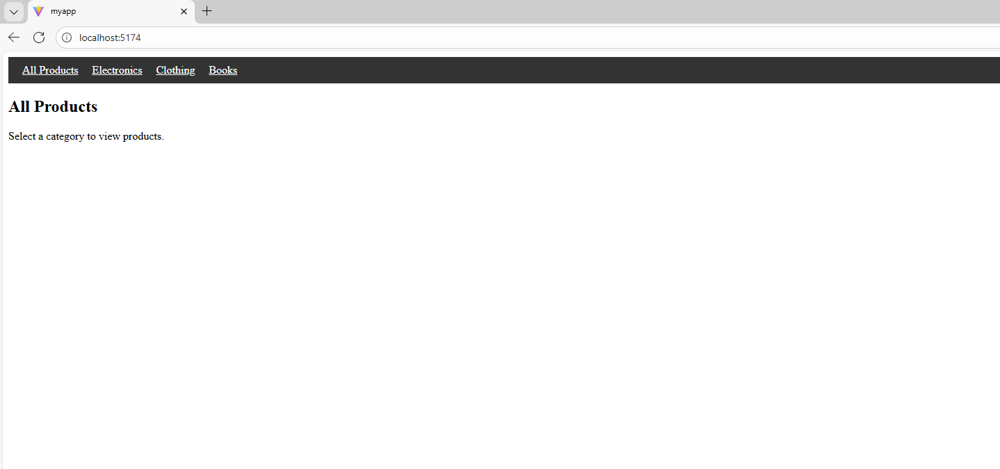 myapp
localhost:5174
All Products Electronics Clothing Books
All Products
Select a category to view products.